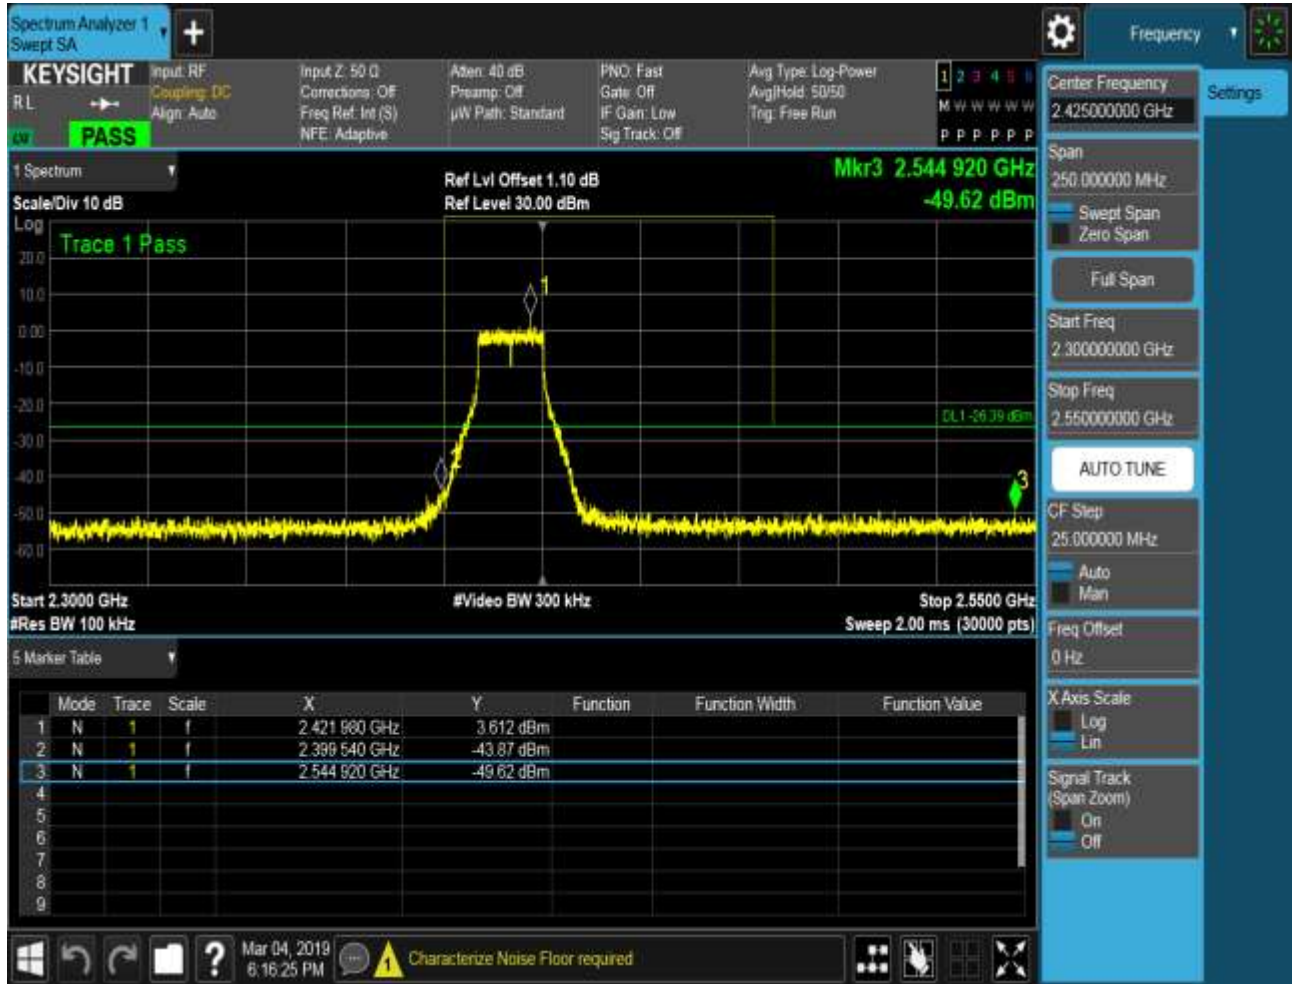 Spectrum Analyzer 1
Swept SA
+
Frequency
KEYSIGHT
RL
PASS
Input: RF
Coupling: DC
Align: Auto
Input Z: 50 Ω
Corrections: Off
Freq Ref: Int (S)
NFE: Adaptive
Atten: 40 dB
Preamp: Off
µW Path: Standard
PNO: Fast
Gate: Off
IF Gain: Low
Sig Track: Off
Avg Type: Log-Power
Avg|Hold: 50/50
Trig: Free Run
1 2 3 4 5 6
M W W W W W
P P P P P P
1 Spectrum
Scale/Div 10 dB
Ref Lvl Offset 1.10 dB
Ref Level 30.00 dBm
Mkr3 2.544 920 GHz
-49.62 dBm
Log
Trace 1 Pass
20.0
10.0
0.00
-10.0
-20.0
-30.0
-40.0
-50.0
-60.0
1
3
DL1 -26.39 dBm
Start 2.3000 GHz
#Video BW 300 kHz
Stop 2.5500 GHz
#Res BW 100 kHz
Sweep 2.00 ms (30000 pts)
5 Marker Table
Mode Trace Scale X Y Function Function Width Function Value
1 N 1 f 2.421 980 GHz 3.612 dBm
2 N 1 f 2.399 540 GHz -43.87 dBm
3 N 1 f 2.544 920 GHz -49.62 dBm
4
5
6
7
8
9
?
Mar 04, 2019
6:16:25 PM
1
Characterize Noise Floor required
Center Frequency
2.425000000 GHz
Settings
Span
250.000000 MHz
Swept Span
Zero Span
Full Span
Start Freq
2.300000000 GHz
Stop Freq
2.550000000 GHz
AUTO TUNE
CF Step
25.000000 MHz
Auto
Man
Freq Offset
0 Hz
X Axis Scale
Log
Lin
Signal Track
(Span Zoom)
On
Off